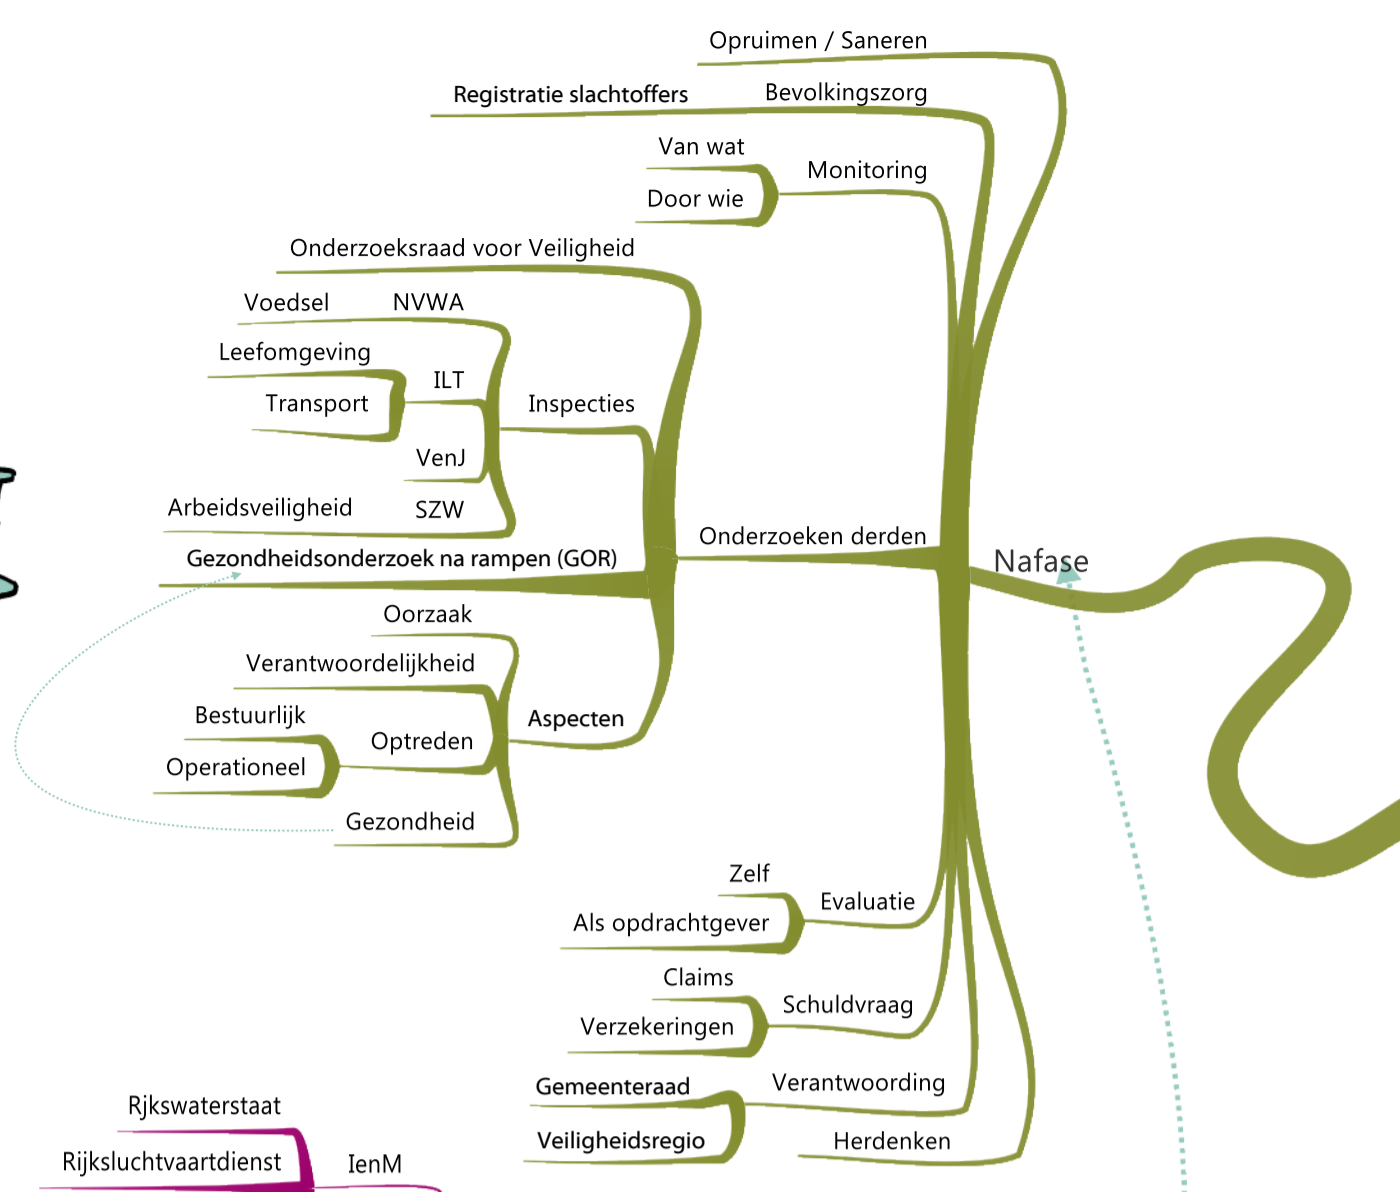 Opruimen / Saneren
Registratie slachtoffers
Bevolkingszorg
Van wat
Monitoring
Door wie
Onderzoeksraad voor Veiligheid
Voedsel
NVWA
Leefomgeving
ILT
Transport
Inspecties
VenJ
Arbeidsveiligheid
SZW
Onderzoeken derden
Gezondheidsonderzoek na rampen (GOR)
Nafase
Oorzaak
Verantwoordelijkheid
Bestuurlijk
Aspecten
Optreden
Operationeel
Gezondheid
Zelf
Evaluatie
Als opdrachtgever
Claims
Schuldvraag
Verzekeringen
Gemeenteraad
Verantwoording
Veiligheidsregio
Herdenken
Rjkswaterstaat
Rijksluchtvaartdienst
IenM